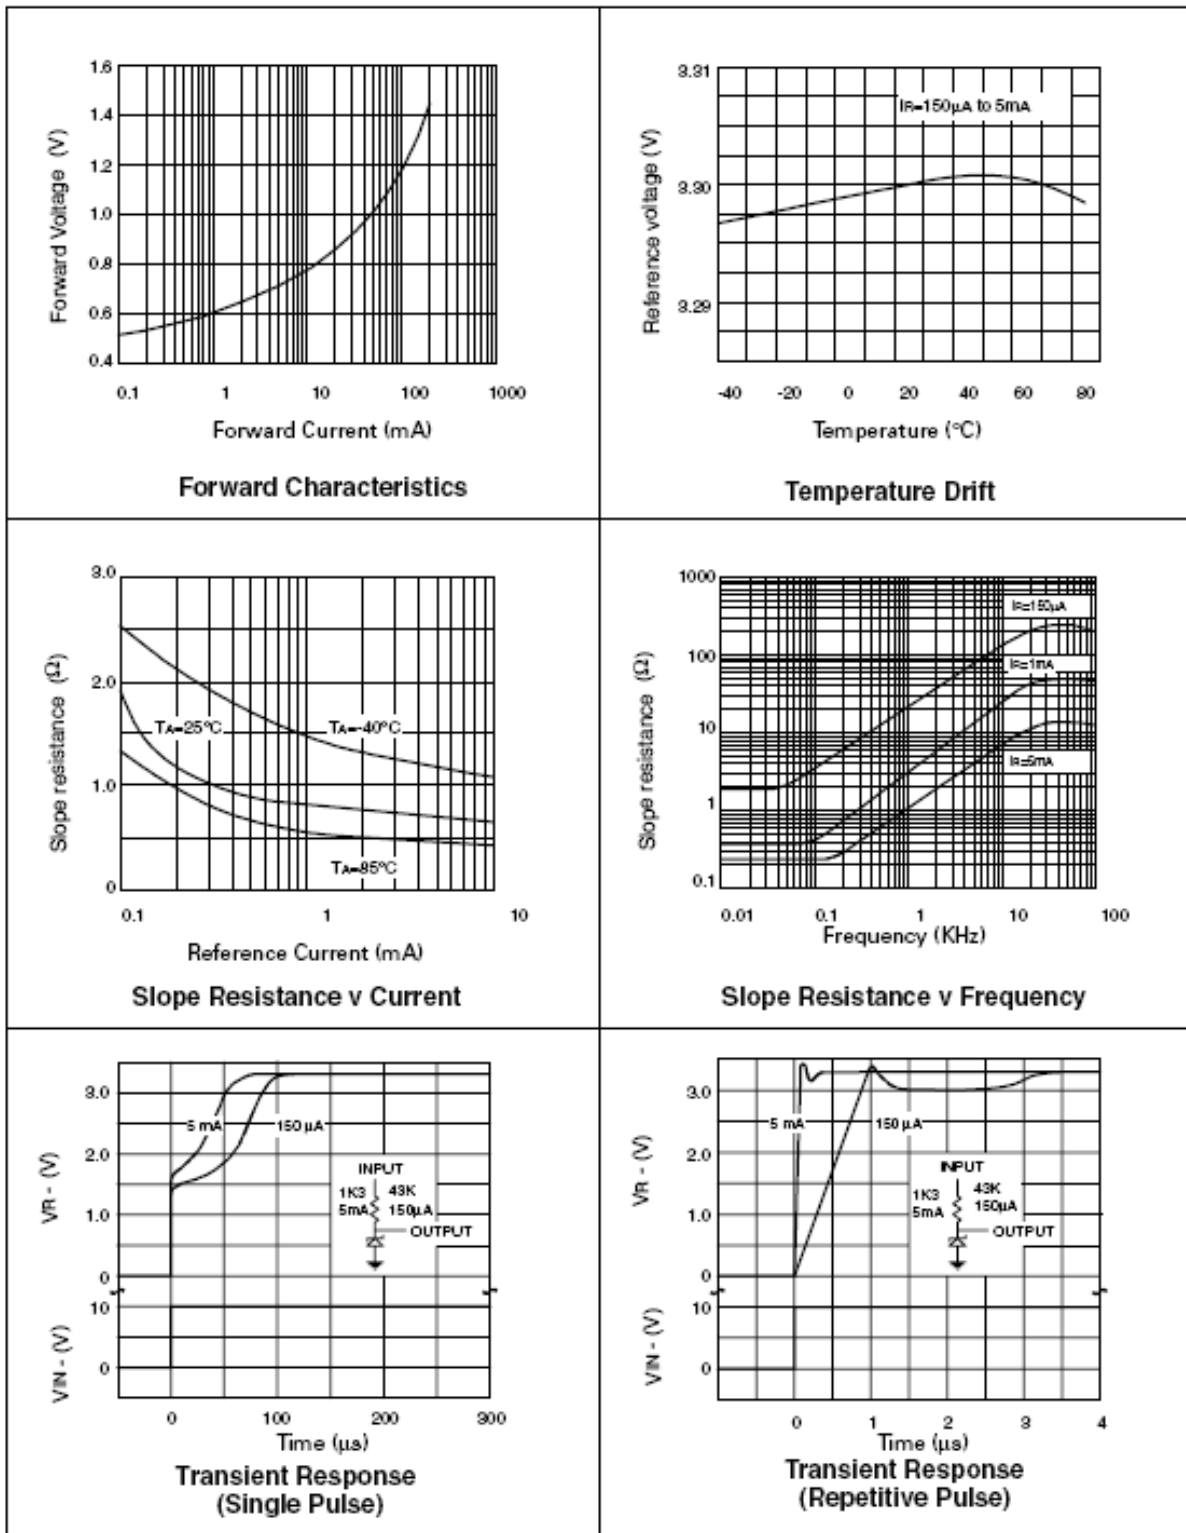 1.6
1.4
1.2
1.0
0.8
0.6
0.4
Forward Voltage (V)
0.1 1 10 100 1000
Forward Current (mA)
Forward Characteristics
3.31
3.30
3.29
Reference voltage (V)
IR=150μA to 5mA
-40 -20 0 20 40 60 80
Temperature (°C)
Temperature Drift
3.0
2.0
1.0
0
Slope resistance (Ω)
TA=25°C
TA=-40°C
TA=85°C
0.1 1 10
Reference Current (mA)
Slope Resistance v Current
1000
100
10
1
0.1
Slope resistance (Ω)
IR=150μA
IR=1mA
IR=5mA
0.01 0.1 1 10 100
Frequency (KHz)
Slope Resistance v Frequency
3.0
2.0
1.0
0
VR - (V)
5 mA
150 μA
INPUT
1K3 43K
5mA 150μA
OUTPUT
10
0
VIN - (V)
0 100 200 300
Time (μs)
Transient Response
(Single Pulse)
3.0
2.0
1.0
0
VR - (V)
5 mA
150 μA
INPUT
1K3 43K
5mA 150μA
OUTPUT
10
0
VIN - (V)
0 1 2 3 4
Time (μs)
Transient Response
(Repetitive Pulse)